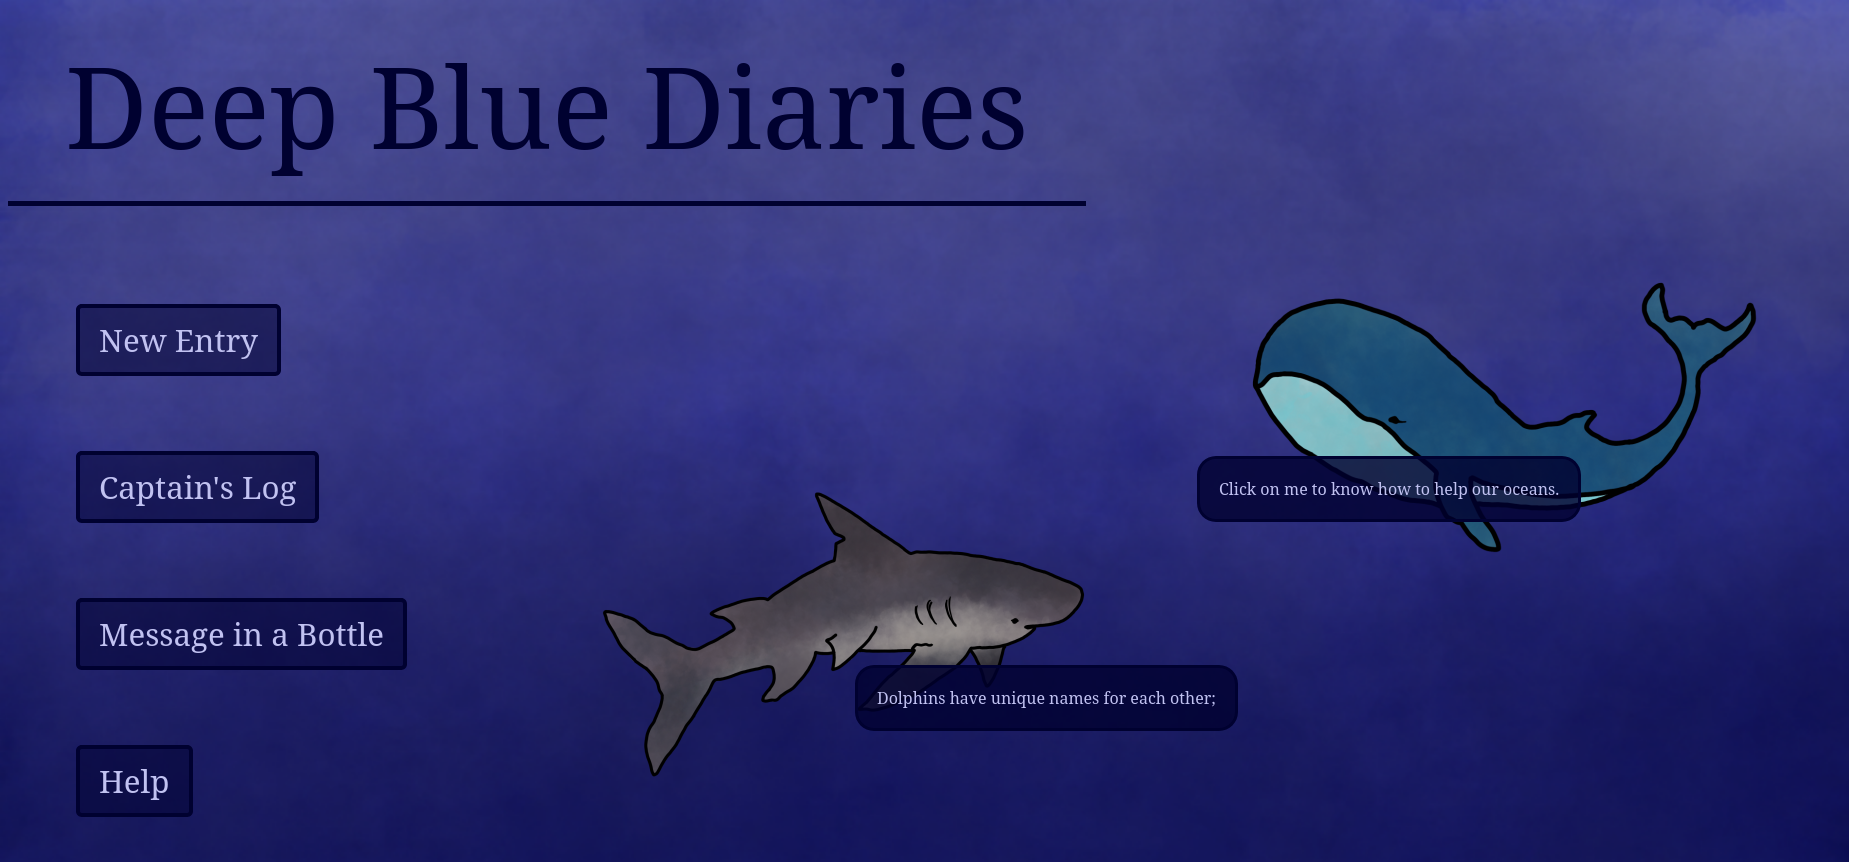 Deep Blue Diaries
New Entry
Captain's Log
Click on me to know how to help our oceans.
Message in a Bottle
Dolphins have unique names for each other;
Help